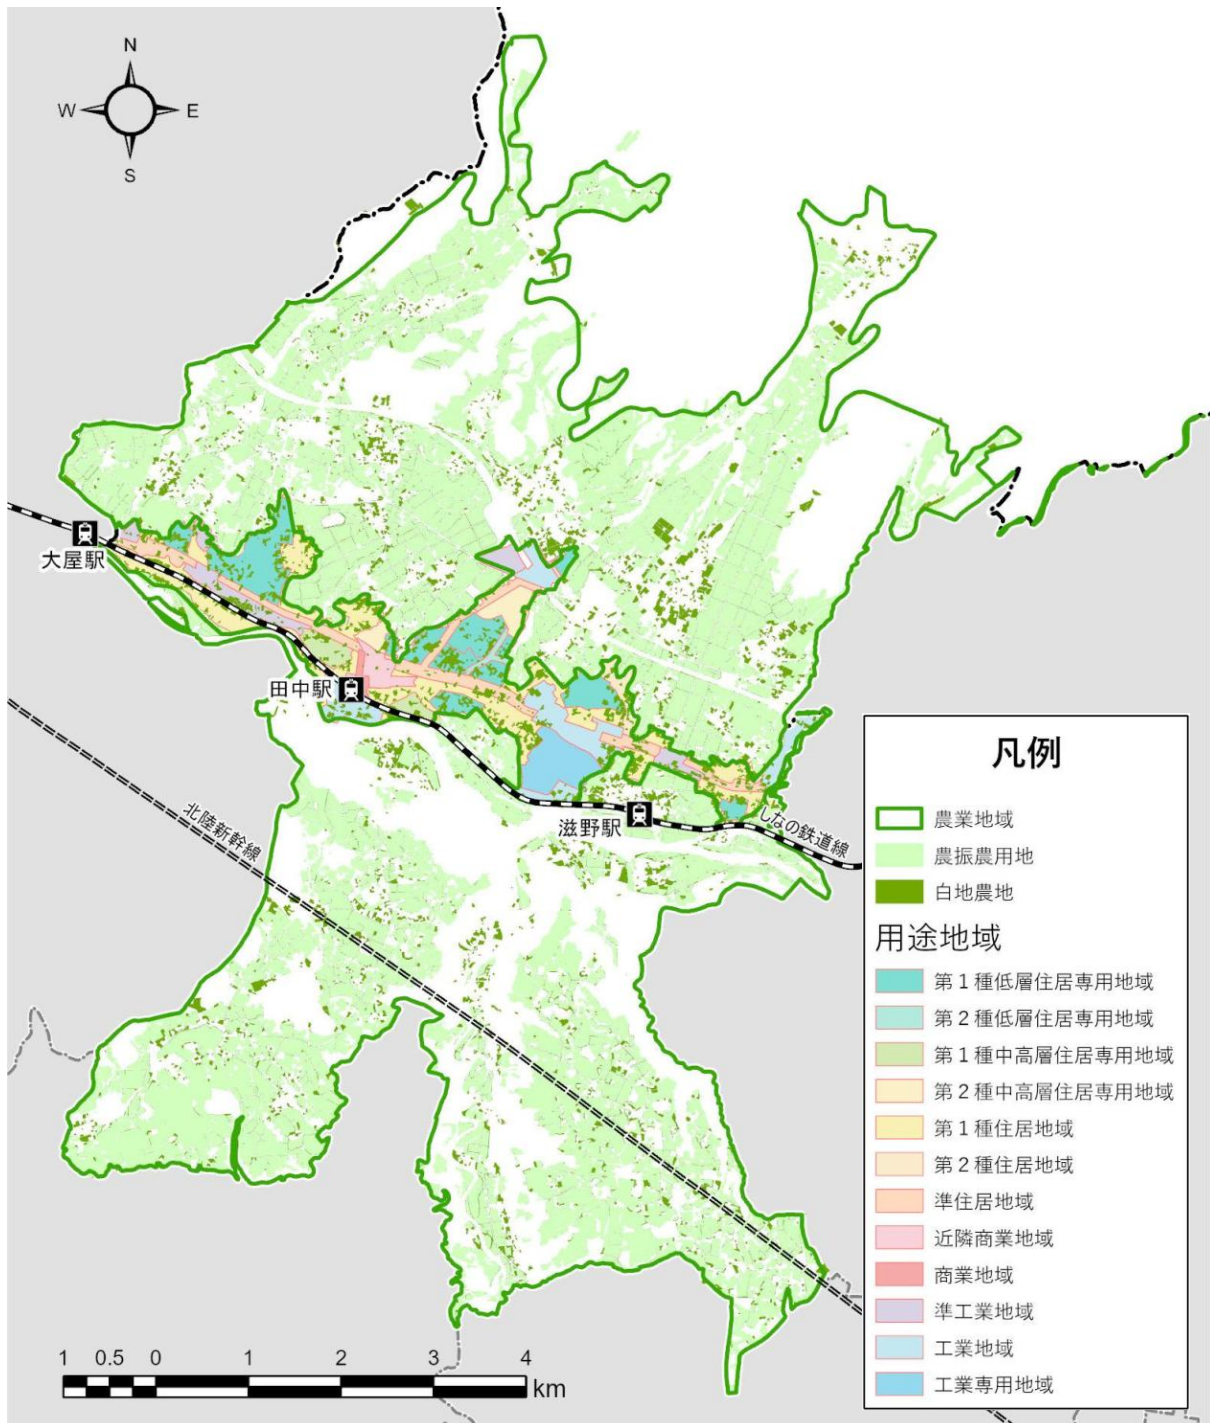 N
W E
S
大屋駅
田中駅
滋野駅
しなの鉄道線
北陸新幹線
凡例
農業地域
農振農用地
白地農地
用途地域
第１種低層住居専用地域
第２種低層住居専用地域
第１種中高層住居専用地域
第２種中高層住居専用地域
第１種住居地域
第２種住居地域
準住居地域
近隣商業地域
商業地域
準工業地域
工業地域
工業専用地域
1 0.5 0 1 2 3 4
km